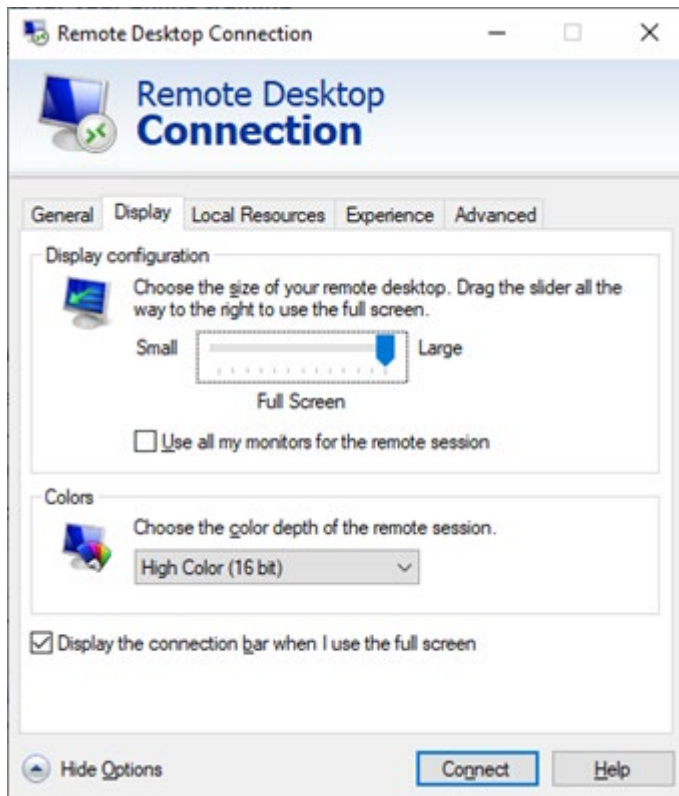 Remote Desktop Connection
Remote Desktop
Connection
General Display Local Resources Experience Advanced
Display configuration
Choose the size of your remote desktop. Drag the slider all the
way to the right to use the full screen.
Small Large
Full Screen
Use all my monitors for the remote session
Colors
Choose the color depth of the remote session.
High Color (16 bit)
Display the connection bar when I use the full screen
Hide Options Connect Help